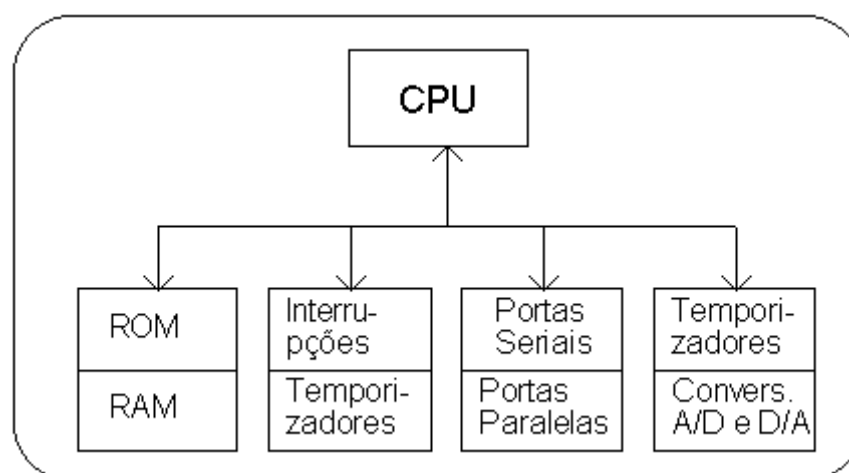 CPU
ROM
RAM
Interru-
pções
Tempori-
zadores
Portas
Seriais
Portas
Paralelas
Tempori-
zadores
Convers.
A/D e D/A